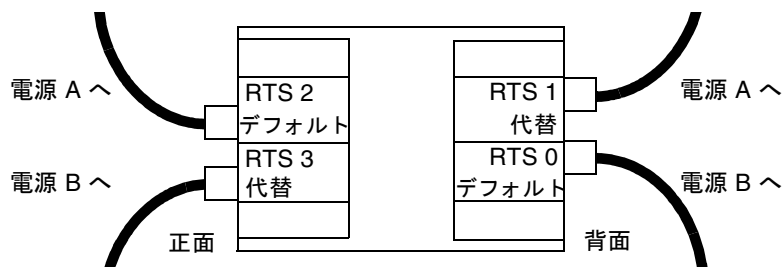 電源 A へ
RTS 2
デフォルト
RTS 1
代替
電源 A へ
電源 B へ
RTS 3
代替
RTS 0
デフォルト
電源 B へ
正面
背面